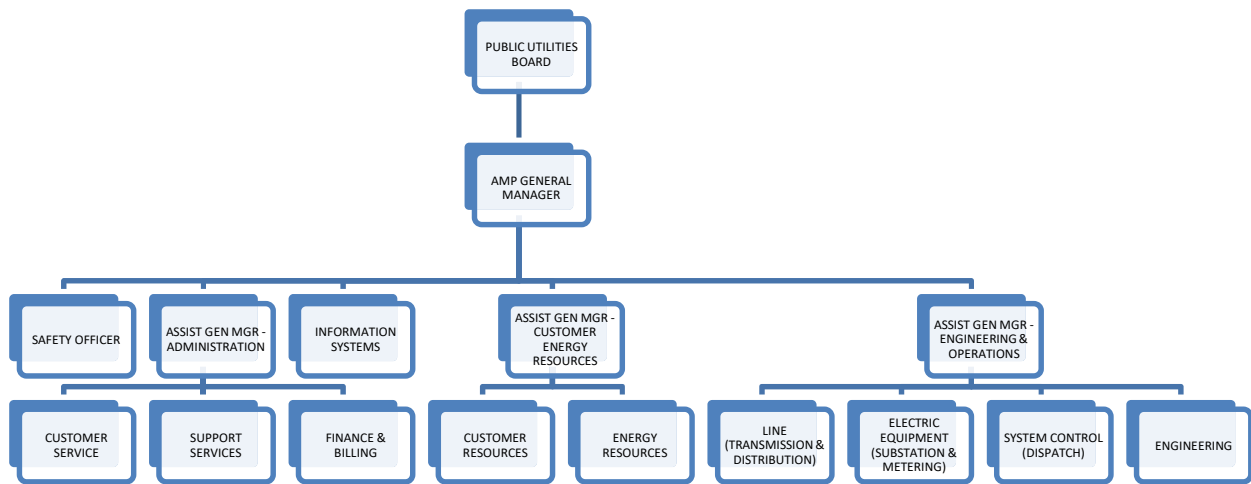 PUBLIC UTILITIES
BOARD
AMP GENERAL
MANAGER
SAFETY OFFICER
ASSIST GEN MGR -
ADMINISTRATION
INFORMATION
SYSTEMS
ASSIST GEN MGR -
CUSTOMER
ENERGY
RESOURCES
ASSIST GEN MGR -
ENGINEERING &
OPERATIONS
CUSTOMER
SERVICE
SUPPORT
SERVICES
FINANCE &
BILLING
CUSTOMER
RESOURCES
ENERGY
RESOURCES
LINE
(TRANSMISSION &
DISTRIBUTION)
ELECTRIC
EQUIPMENT
(SUBSTATION &
METERING)
SYSTEM CONTROL
(DISPATCH)
ENGINEERING